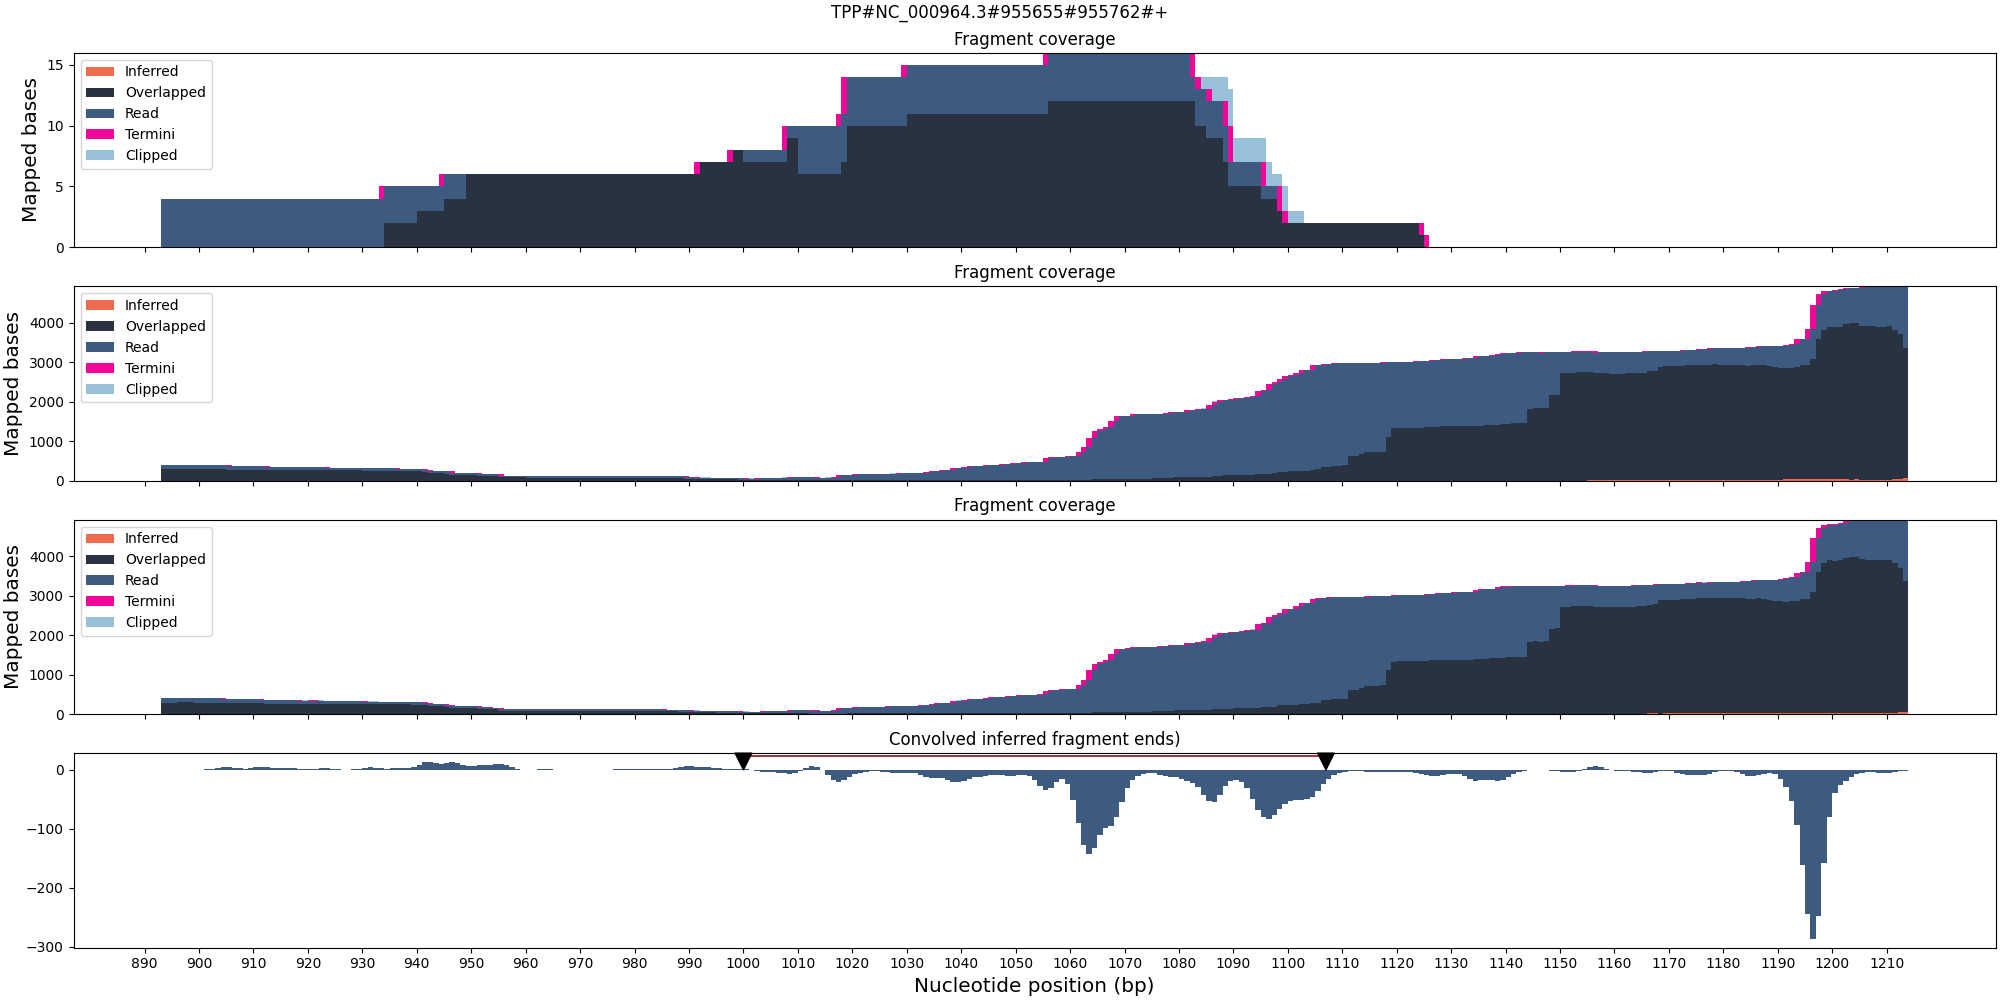 TPP#NC_000964.3#955655#955762#+
Fragment coverage
Mapped bases
15
10
5
0
Inferred
Overlapped
Read
Termini
Clipped
Fragment coverage
Mapped bases
4000
3000
2000
1000
0
Inferred
Overlapped
Read
Termini
Clipped
Fragment coverage
Mapped bases
4000
3000
2000
1000
0
Inferred
Overlapped
Read
Termini
Clipped
Convolved inferred fragment ends)
0
−100
−200
−300
890 900 910 920 930 940 950 960 970 980 990 1000 1010 1020 1030 1040 1050 1060 1070 1080 1090 1100 1110 1120 1130 1140 1150 1160 1170 1180 1190 1200 1210
Nucleotide position (bp)